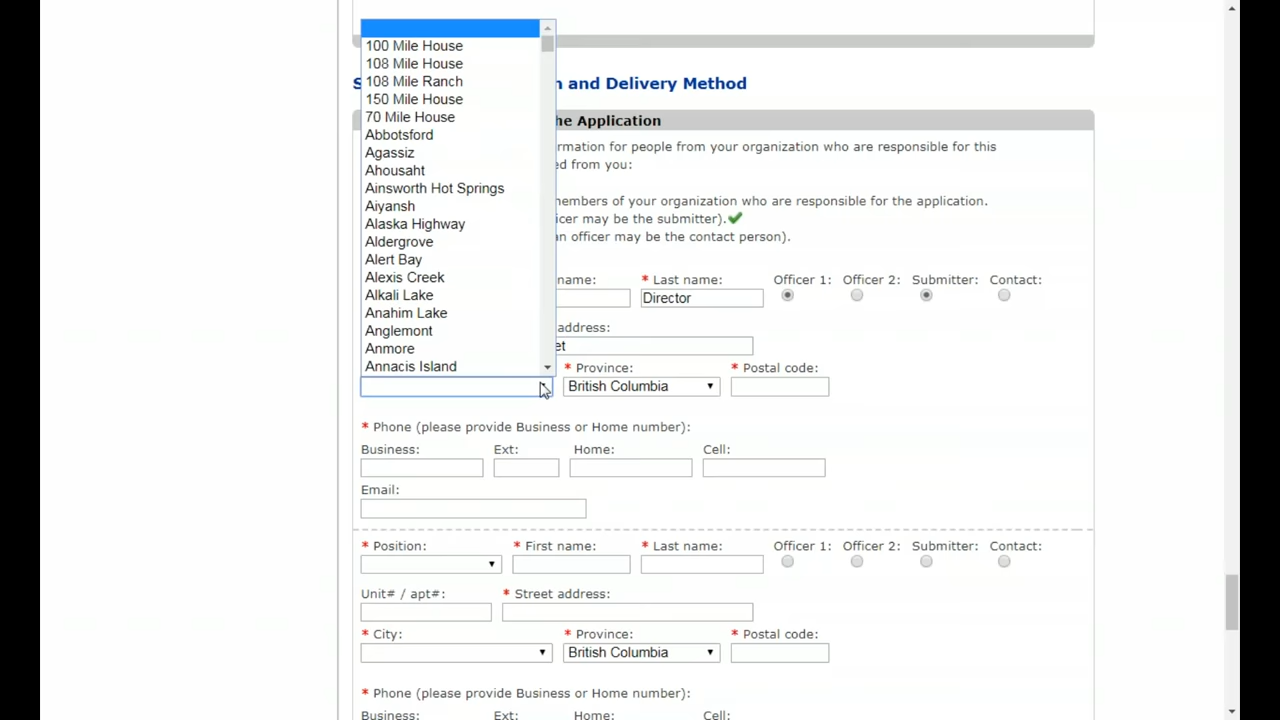 100 Mile House
108 Mile House
108 Mile Ranch
150 Mile House
70 Mile House
Abbotsford
Agassiz
Ahousaht
Ainsworth Hot Springs
Aiyansh
Alaska Highway
Aldergrove
Alert Bay
Alexis Creek
Alkali Lake
Anahim Lake
Anglemont
Anmore
Annacis Island
and Delivery Method
the Application
for people from your organization who are responsible for this
from you:
members of your organization who are responsible for the application.
may be the submitter).
an officer may be the contact person).
name: * Last name: Officer 1: Officer 2: Submitter: Contact:
Director
address:
* Province: * Postal code:
British Columbia
* Phone (please provide Business or Home number):
Business: Ext: Home: Cell:
Email:
* Position: * First name: * Last name: Officer 1: Officer 2: Submitter: Contact:
Unit# / apt#: * Street address:
* City: * Province: * Postal code:
British Columbia
* Phone (please provide Business or Home number):
Business: Ext: Home: Cell: